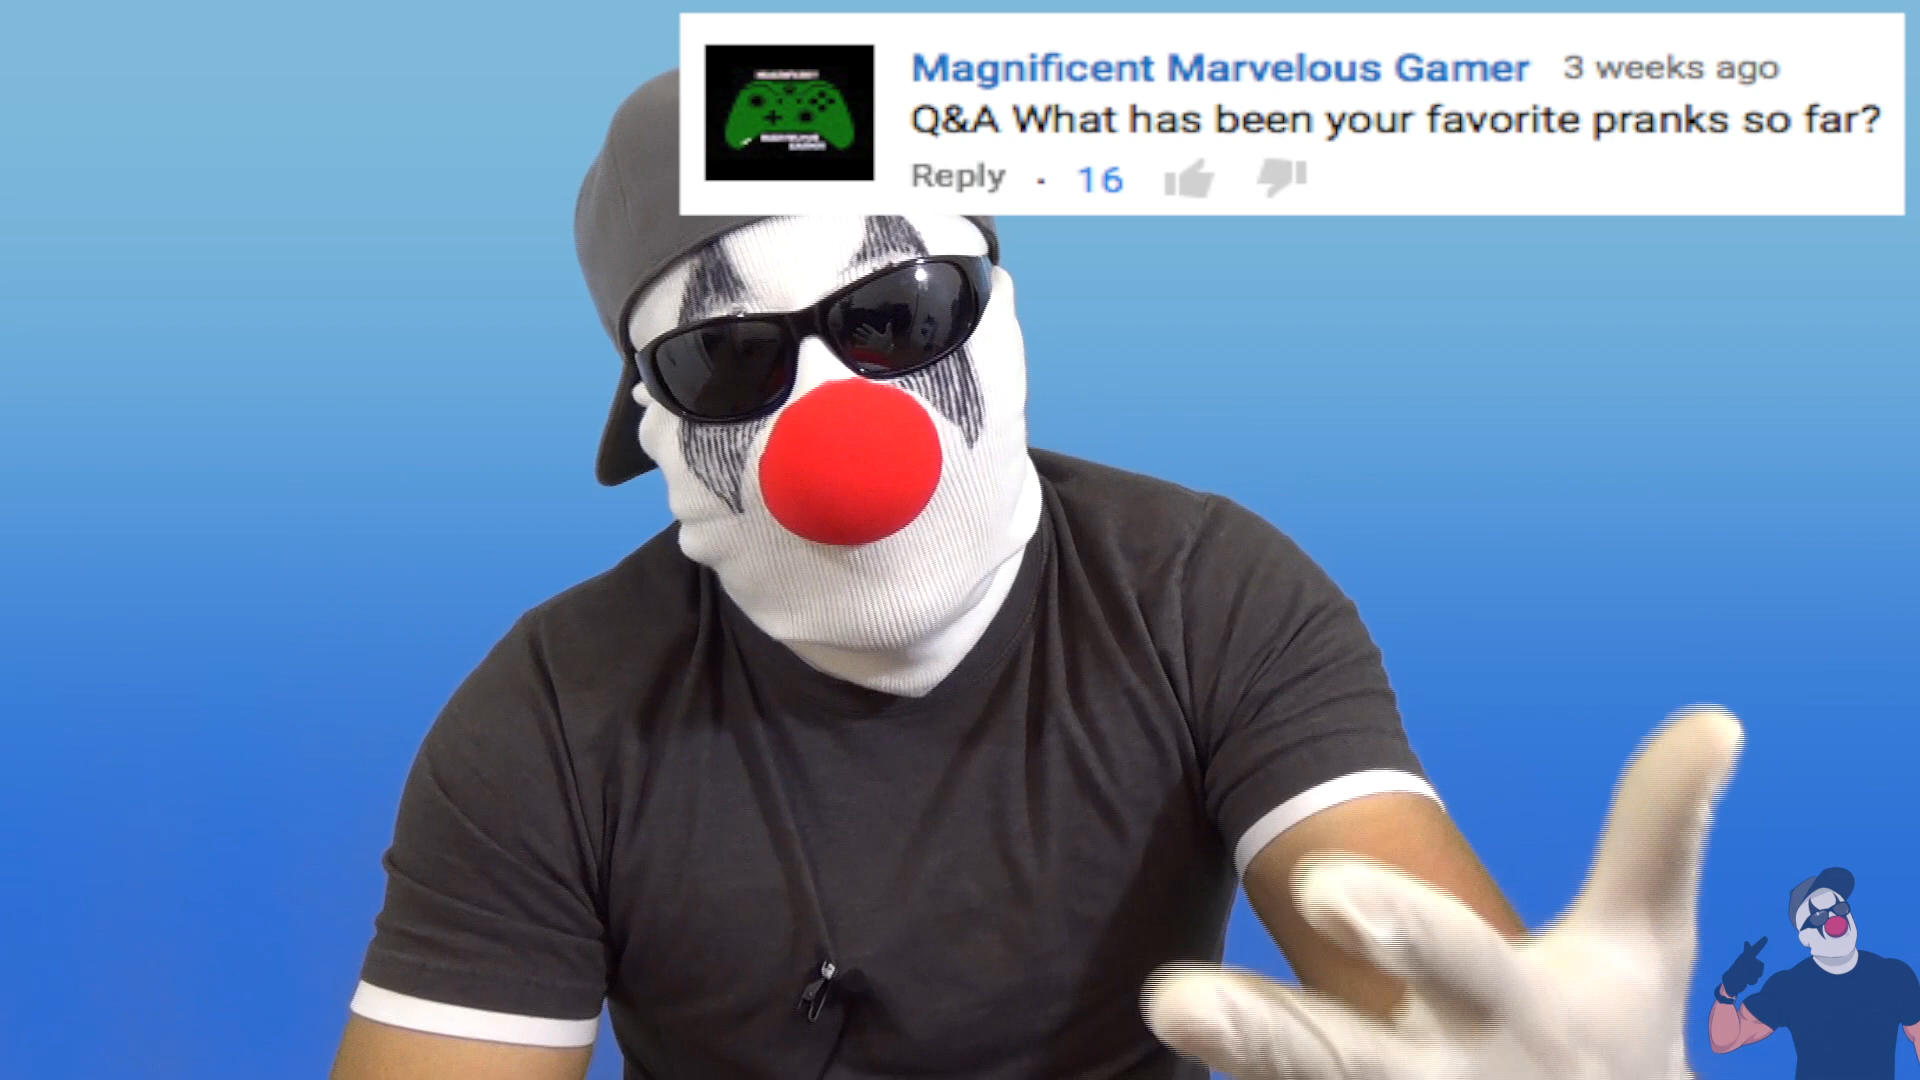 Magnificent Marvelous Gamer 3 weeks ago
Q&A What has been your favorite pranks so far?
Reply · 16